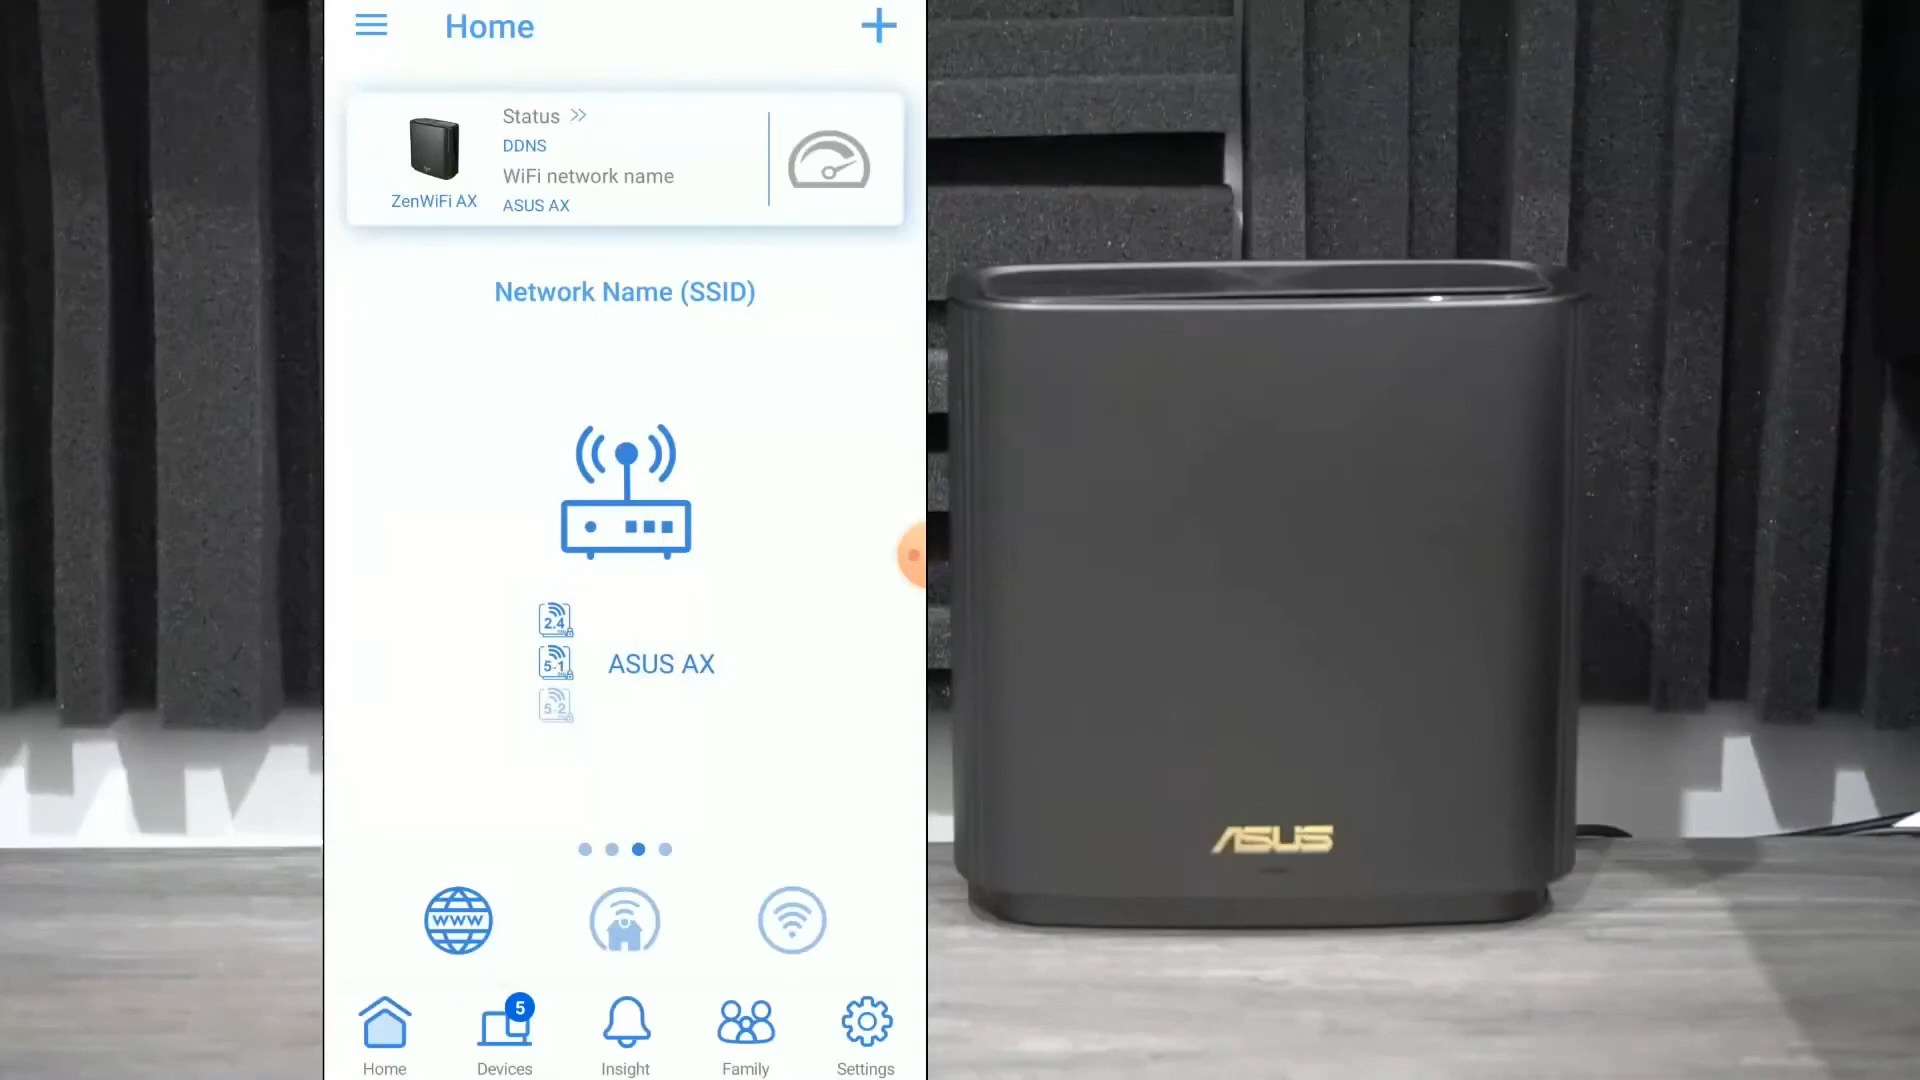 Home
Status
DDNS
WiFi network name
ZenWiFi AX
ASUS AX
Network Name (SSID)
2.4
5-1
ASUS AX
5-2
WWW
5
Home
Devices
Insight
Family
Settings
ASUS